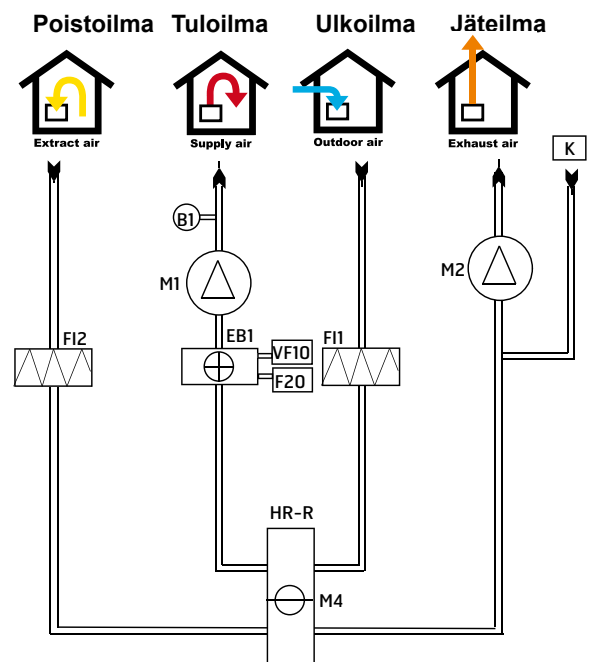 Poistoilma Tuloilma Ulkoilma Jäteilma
Extract air Supply air Outdoor air Exhaust air
K
B1
M1
M2
FI2
EB1
VF10
FI1
F20
HR-R
M4